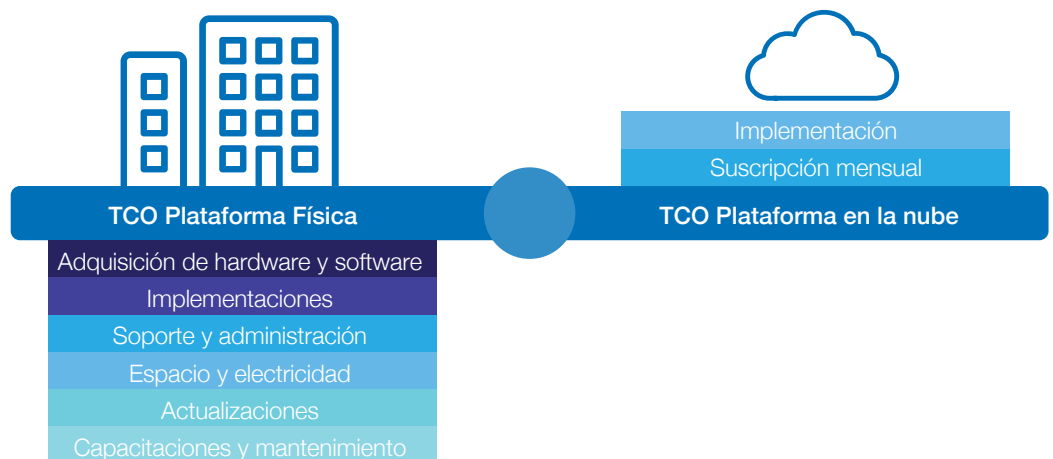 Implementación
Suscripción mensual
TCO Plataforma Física
TCO Plataforma en la nube
Adquisición de hardware y software
Implementaciones
Soporte y administración
Espacio y electricidad
Actualizaciones
Capacitaciones y mantenimiento